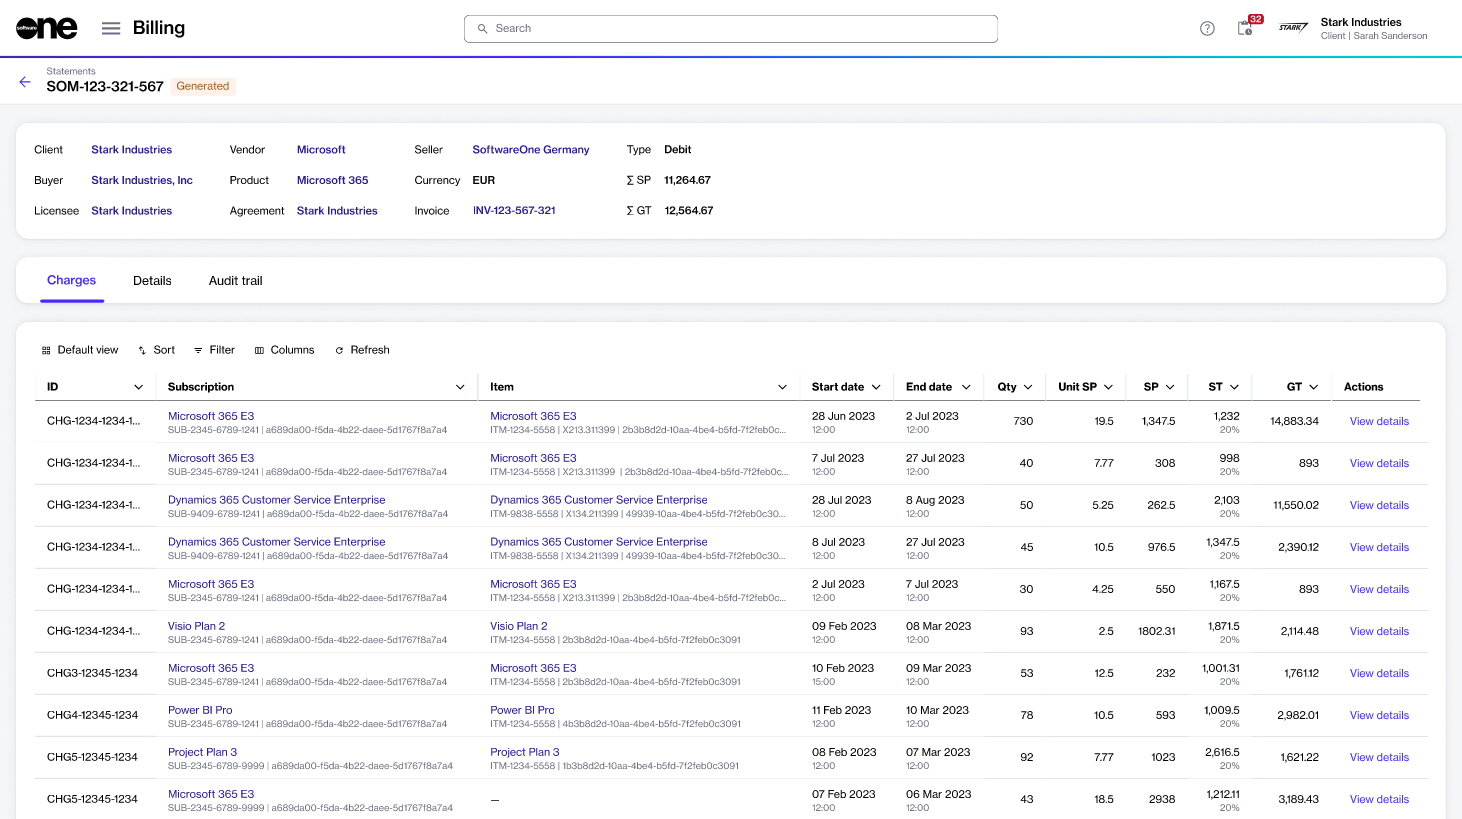 software one
Billing
Search
32
STARK
Stark Industries
Client | Sarah Sanderson
Statements
SOM-123-321-567 Generated
Client Stark Industries Vendor Microsoft Seller SoftwareOne Germany Type Debit
Buyer Stark Industries, Inc Product Microsoft 365 Currency EUR Σ SP 11,264.67
Licensee Stark Industries Agreement Stark Industries Invoice INV-123-567-321 Σ GT 12,564.67
Charges Details Audit trail
Default view Sort Filter Columns Refresh
ID Subscription Item Start date End date Qty Unit SP SP ST GT Actions
CHG-1234-1234-1... Microsoft 365 E3 Microsoft 365 E3 28 Jun 2023 2 Jul 2023 730 19.5 1,347.5 1,232 14,883.34 View details
SUB-2345-6789-1241 | a689da00-f5da-4b22-daee-5d1767f8a7a4 ITM-1234-5558 | X213.311399 | 2b3b8d2d-10aa-4be4-b5fd-7f2feb0c... 12:00 12:00 20%
CHG-1234-1234-1... Microsoft 365 E3 Microsoft 365 E3 7 Jul 2023 27 Jul 2023 40 7.77 308 998 893 View details
SUB-2345-6789-1241 | a689da00-f5da-4b22-daee-5d1767f8a7a4 ITM-1234-5558 | X213.311399 | 2b3b8d2d-10aa-4be4-b5fd-7f2feb0c... 12:00 12:00 20%
CHG-1234-1234-1... Dynamics 365 Customer Service Enterprise Dynamics 365 Customer Service Enterprise 28 Jul 2023 8 Aug 2023 50 5.25 262.5 2,103 11,550.02 View details
SUB-9409-6789-1241 | a689da00-f5da-4b22-daee-5d1767f8a7a4 ITM-9838-5558 | X134.211399 | 49939-10aa-4be4-b5fd-7f2feb0c30... 12:00 12:00 20%
CHG-1234-1234-1... Dynamics 365 Customer Service Enterprise Dynamics 365 Customer Service Enterprise 8 Jul 2023 27 Jul 2023 45 10.5 976.5 1,347.5 2,390.12 View details
SUB-9409-6789-1241 | a689da00-f5da-4b22-daee-5d1767f8a7a4 ITM-9838-5558 | X134.211399 | 49939-10aa-4be4-b5fd-7f2feb0c30... 12:00 12:00 20%
CHG-1234-1234-1... Microsoft 365 E3 Microsoft 365 E3 2 Jul 2023 7 Jul 2023 30 4.25 550 1,167.5 893 View details
SUB-2345-6789-1241 | a689da00-f5da-4b22-daee-5d1767f8a7a4 ITM-1234-5558 | X213.311399 | 2b3b8d2d-10aa-4be4-b5fd-7f2feb0c... 12:00 12:00 20%
CHG-1234-1234-1... Visio Plan 2 Visio Plan 2 09 Feb 2023 08 Mar 2023 93 2.5 1802.31 1,871.5 2,114.48 View details
SUB-2345-6789-1241 | a689da00-f5da-4b22-daee-5d1767f8a7a4 ITM-1234-5558 | 2b3b8d2d-10aa-4be4-b5fd-7f2feb0c3091 12:00 12:00 20%
CHG3-12345-1234 Microsoft 365 E3 Microsoft 365 E3 10 Feb 2023 09 Mar 2023 53 12.5 232 1,001.31 1,761.12 View details
SUB-2345-6789-1241 | a689da00-f5da-4b22-daee-5d1767f8a7a4 ITM-1234-5558 | 2b3b8d2d-10aa-4be4-b5fd-7f2feb0c3091 15:00 12:00 20%
CHG4-12345-1234 Power BI Pro Power BI Pro 11 Feb 2023 10 Mar 2023 78 10.5 593 1,009.5 2,982.01 View details
SUB-2345-6789-1241 | a689da00-f5da-4b22-daee-5d1767f8a7a4 ITM-1234-5558 | 4b3b8d2d-10aa-4be4-b5fd-7f2feb0c3091 12:00 12:00 20%
CHG5-12345-1234 Project Plan 3 Project Plan 3 08 Feb 2023 07 Mar 2023 92 7.77 1023 2,616.5 1,621.22 View details
SUB-2345-6789-9999 | a689da00-f5da-4b22-daee-5d1767f8a7a4 ITM-1234-5558 | 1b3b8d2d-10aa-4be4-b5fd-7f2feb0c3091 12:00 12:00 20%
CHG5-12345-1234 Microsoft 365 E3 — 07 Feb 2023 06 Mar 2023 43 18.5 2938 1,212.11 3,189.43 View details
SUB-2345-6789-9999 | a689da00-f5da-4b22-daee-5d1767f8a7a4 12:00 12:00 20%